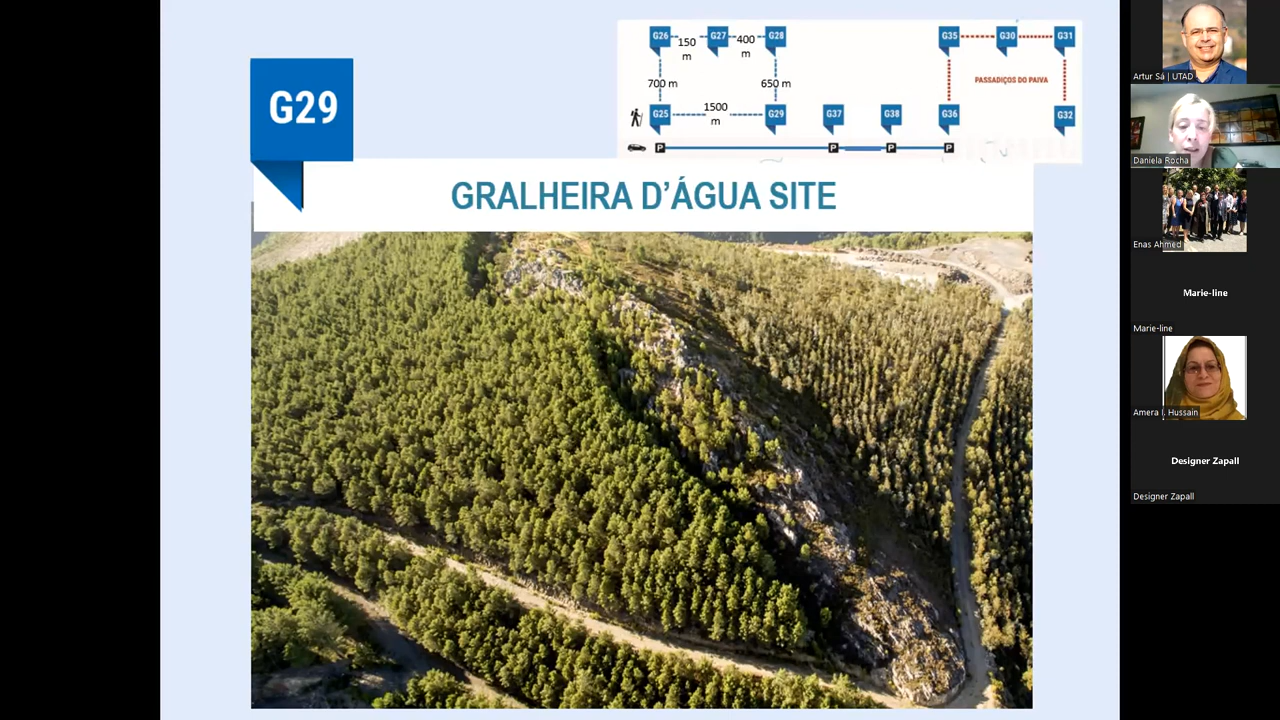 G29
G26
150
m
G27
400
m
G28
700 m
650 m
G25
1500
m
G29
G37
G38
G36
G35
G30
G31
PASSADIÇOS DO PAIVA
G32
P
P
P
P
GRALHEIRA D'ÁGUA SITE
Artur Sá | UTAD
Daniela Rocha
Enas Ahmed
Marie-line
Marie-line
Amera I. Hussain
Designer Zapall
Designer Zapall